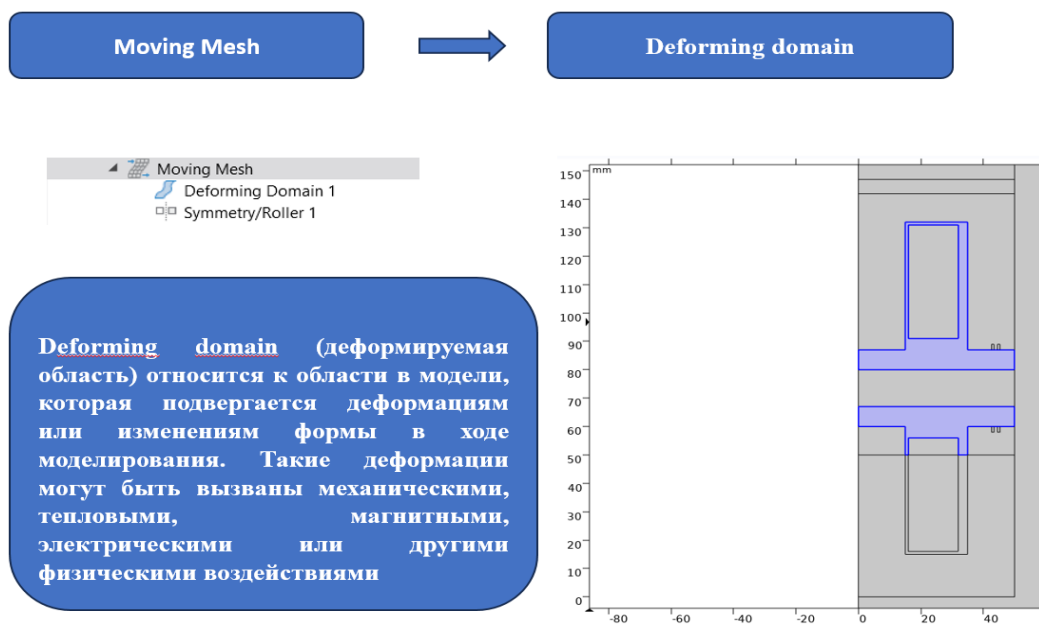 Moving Mesh
Deforming domain
Moving Mesh
Deforming Domain 1
Symmetry/Roller 1
Deforming domain (деформируемая
область) относится к области в модели,
которая подвергается деформациям
или изменениям формы в ходе
моделирования. Такие деформации
могут быть вызваны механическими,
тепловыми, магнитными,
электрическими или другими
физическими воздействиями
mm
150
140
130
120
110
100
90
80
70
60
50
40
30
20
10
0
-80 -60 -40 -20 0 20 40